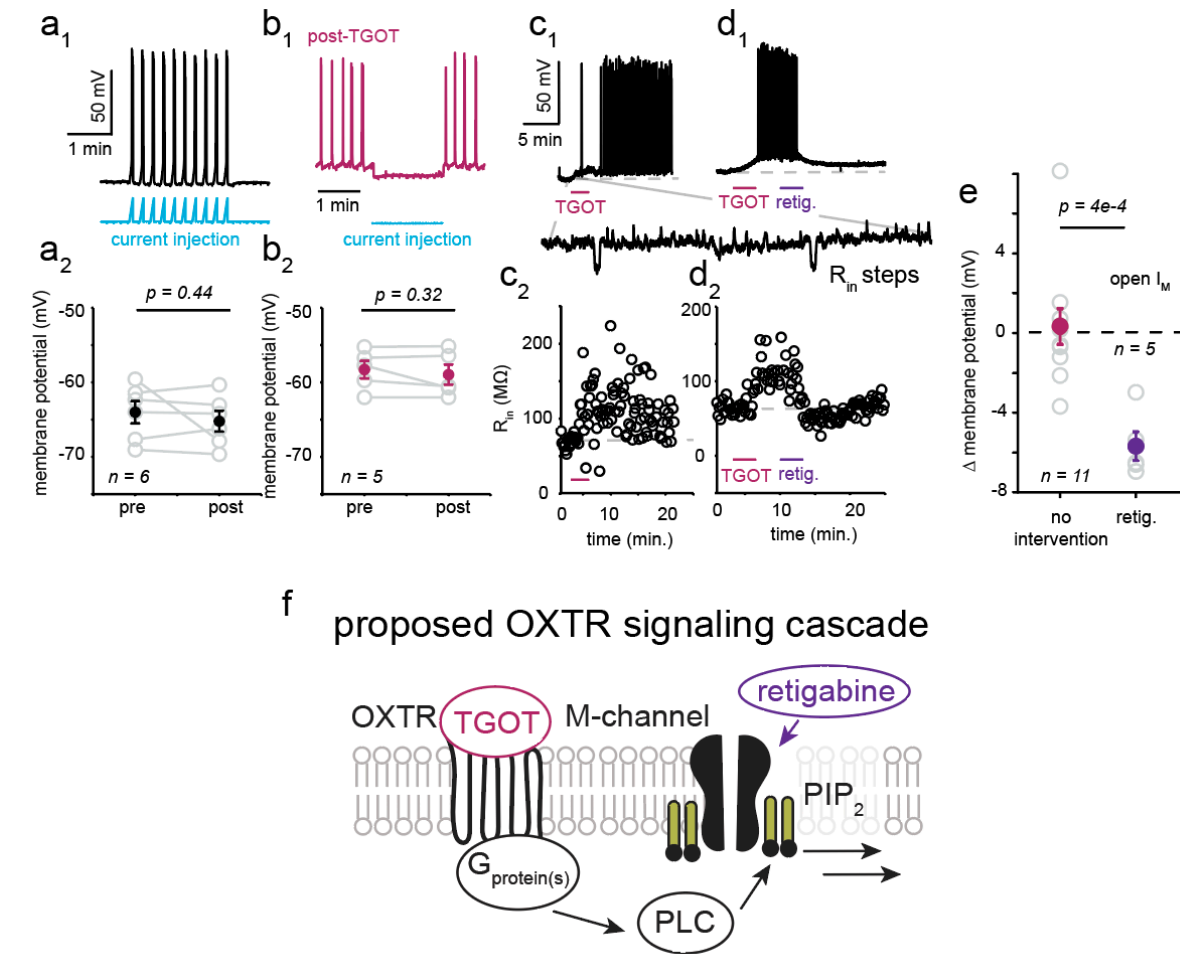 a1
50 mV
1 min
current injection
b1
post-TGOT
1 min
current injection
c1
50 mV
5 min
TGOT
d1
TGOT
retig.
Rin steps
a2
membrane potential (mV)
-50
-60
-70
p = 0.44
n = 6
pre
post
b2
membrane potential (mV)
-50
-60
-70
p = 0.32
n = 5
pre
post
c2
Rin (MΩ)
200
100
0
0
10
20
time (min.)
d2
200
100
0
TGOT
retig.
0
10
20
time (min.)
e
Δ membrane potential (mV)
4
0
-4
-8
p = 4e-4
open IM
n = 5
n = 11
no
intervention
retig.
f
proposed OXTR signaling cascade
OXTR
TGOT
M-channel
retigabine
PIP2
Gprotein(s)
PLC